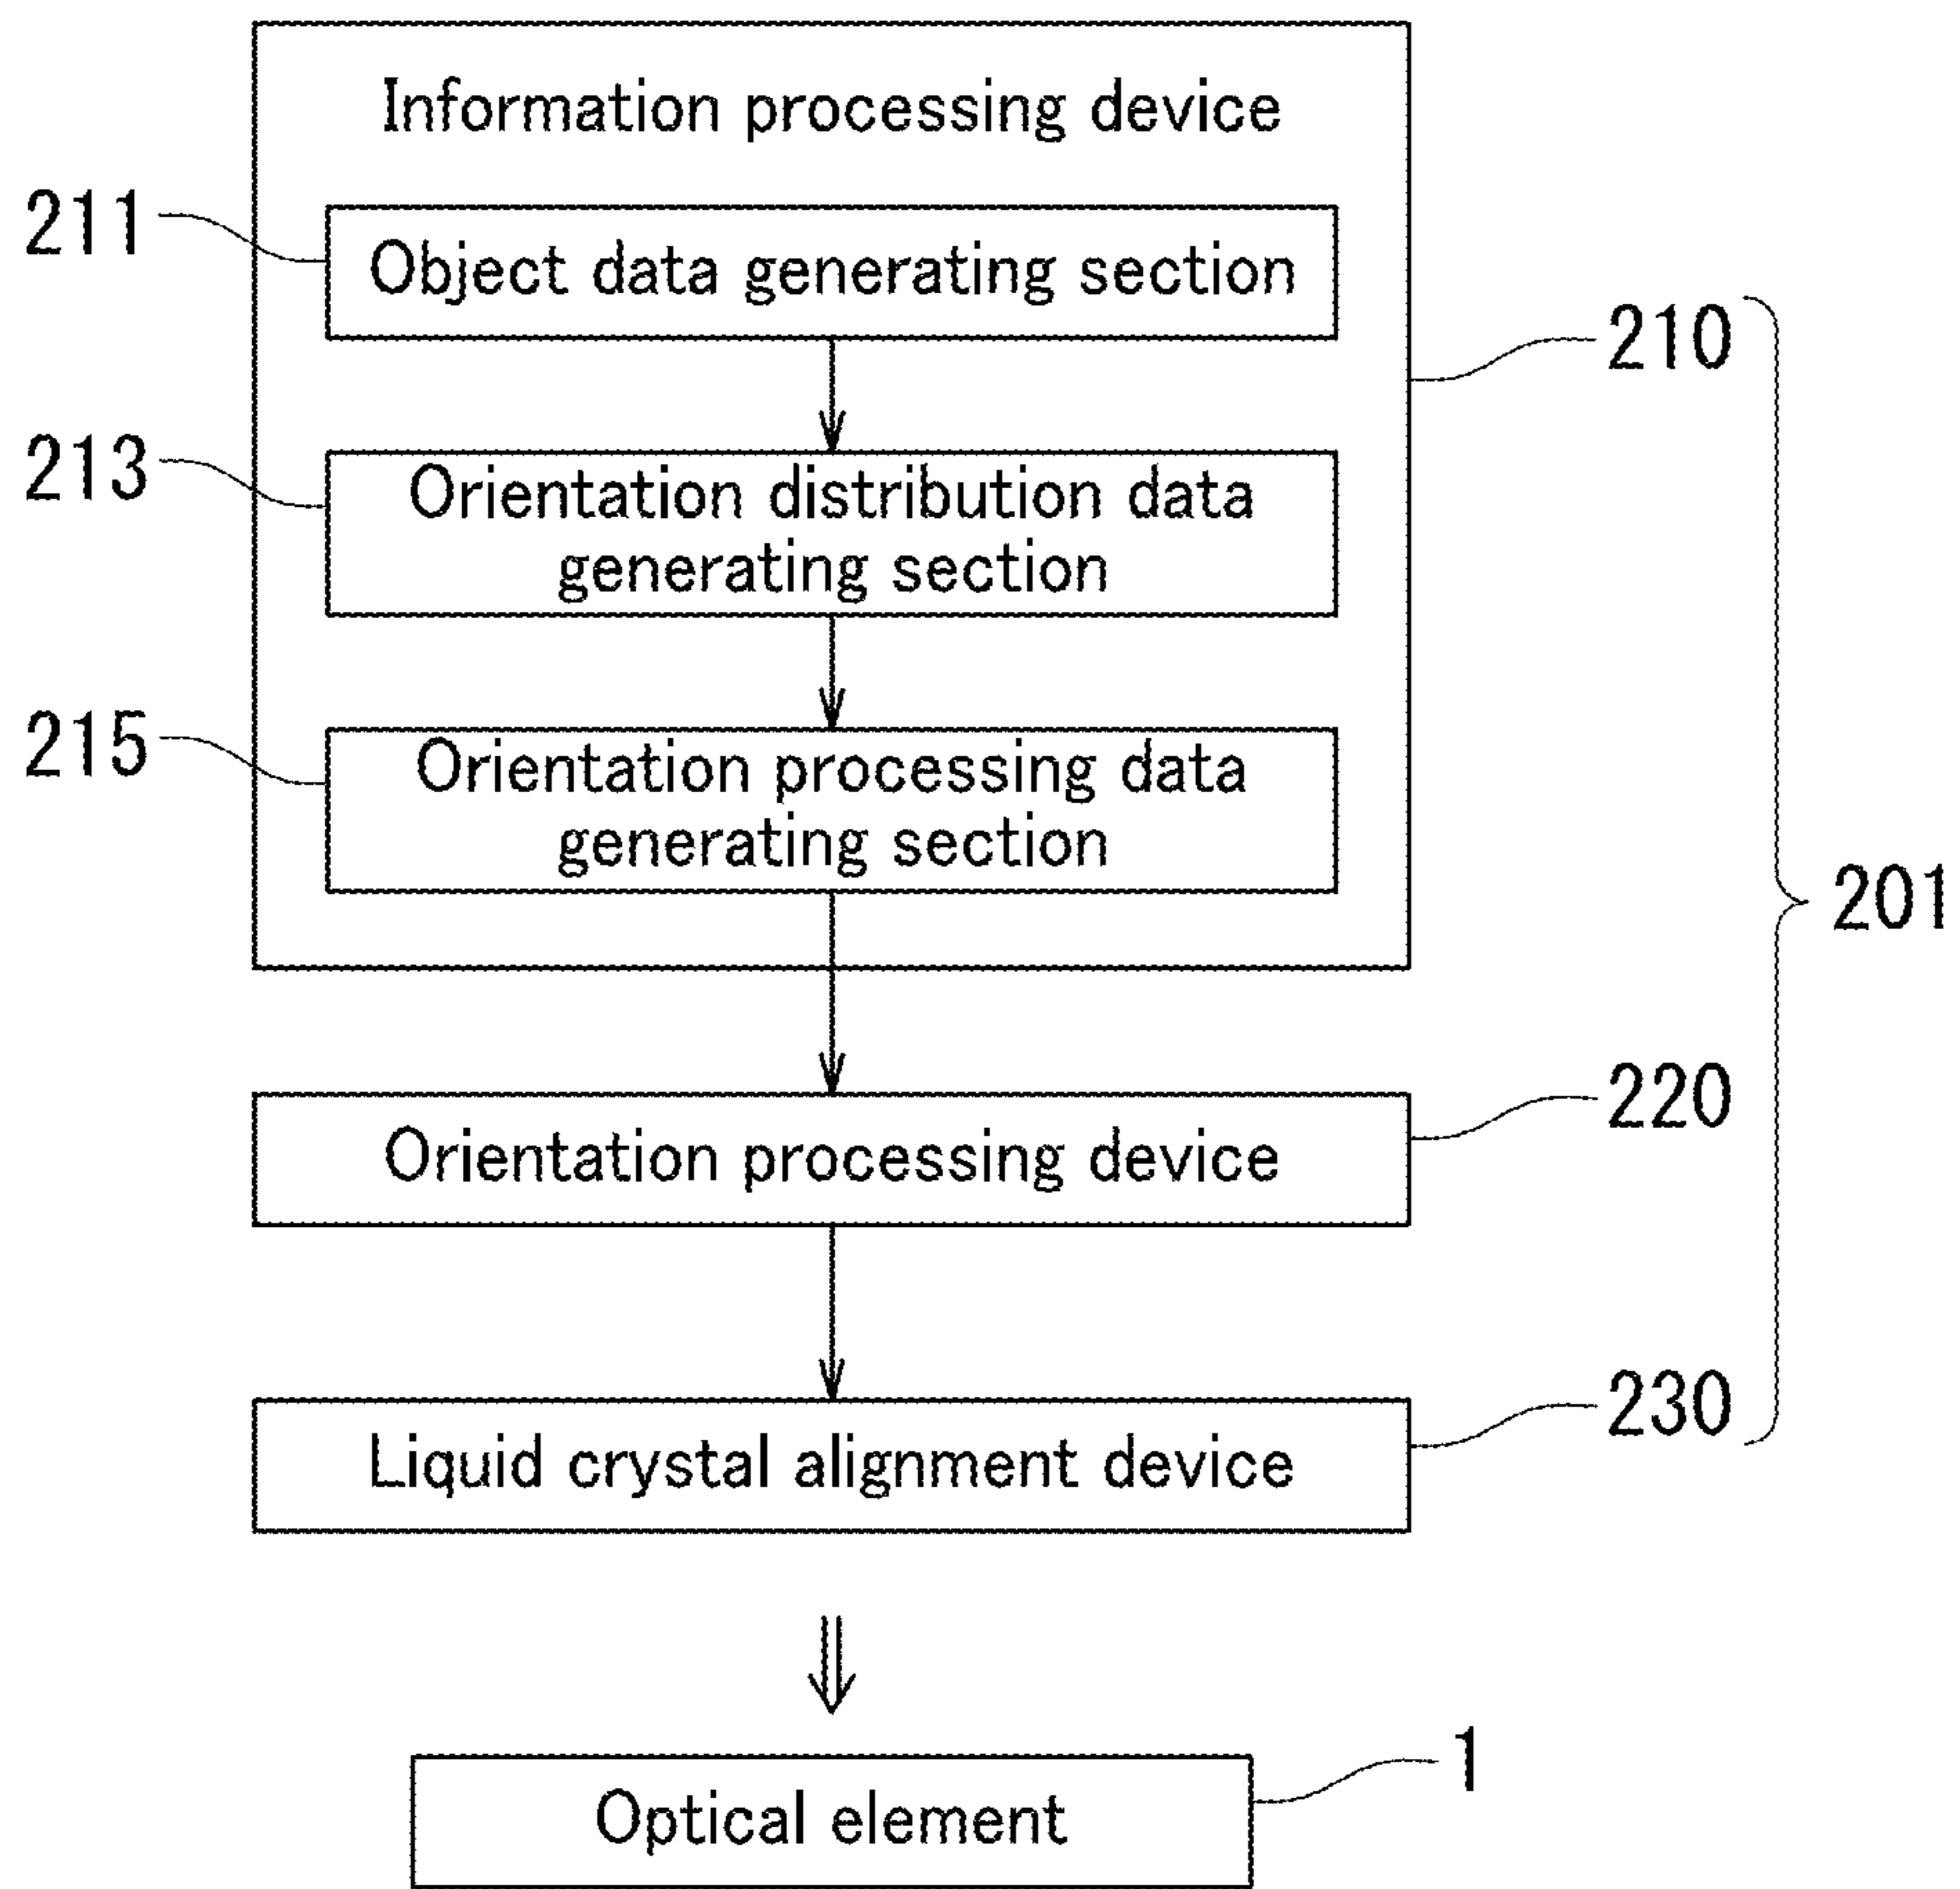 Information processing device
211
Object data generating section
210
213
Orientation distribution data
generating section
215
Orientation processing data
generating section
201
220
Orientation processing device
230
Liquid crystal alignment device
1
Optical element